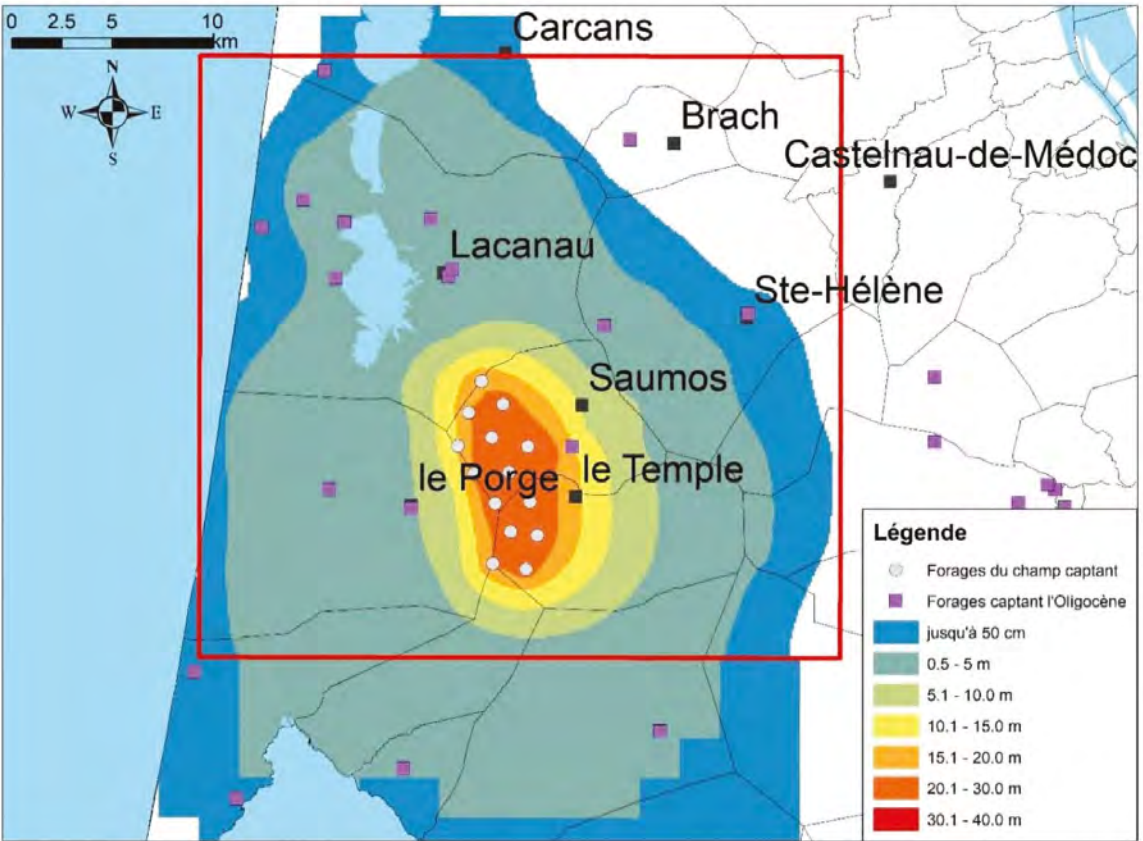 0 2.5 5 10
km
N
W E
S
Carcans
Brach
Castelnau-de-Médoc
Lacanau
Ste-Hélène
Saumos
le Porge
le Temple
Légende
Forages du champ captant
Forages captant l'Oligocène
jusqu'à 50 cm
0.5 - 5 m
5.1 - 10.0 m
10.1 - 15.0 m
15.1 - 20.0 m
20.1 - 30.0 m
30.1 - 40.0 m